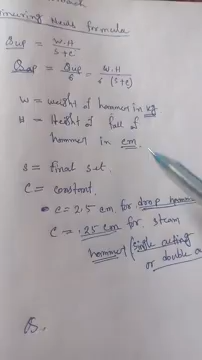 Engineering News Formula
Qup = W.H / S+C
Qap = Qup / 6 = W.H / 6 (S+C)
W = weight of hammer in kg
H = Height of fall of
hammer in cm
S = final set.
C = constant.
• C = 2.5 cm for drop hamm
C = .25 cm for steam
hammer (single acting
or double a
Q.